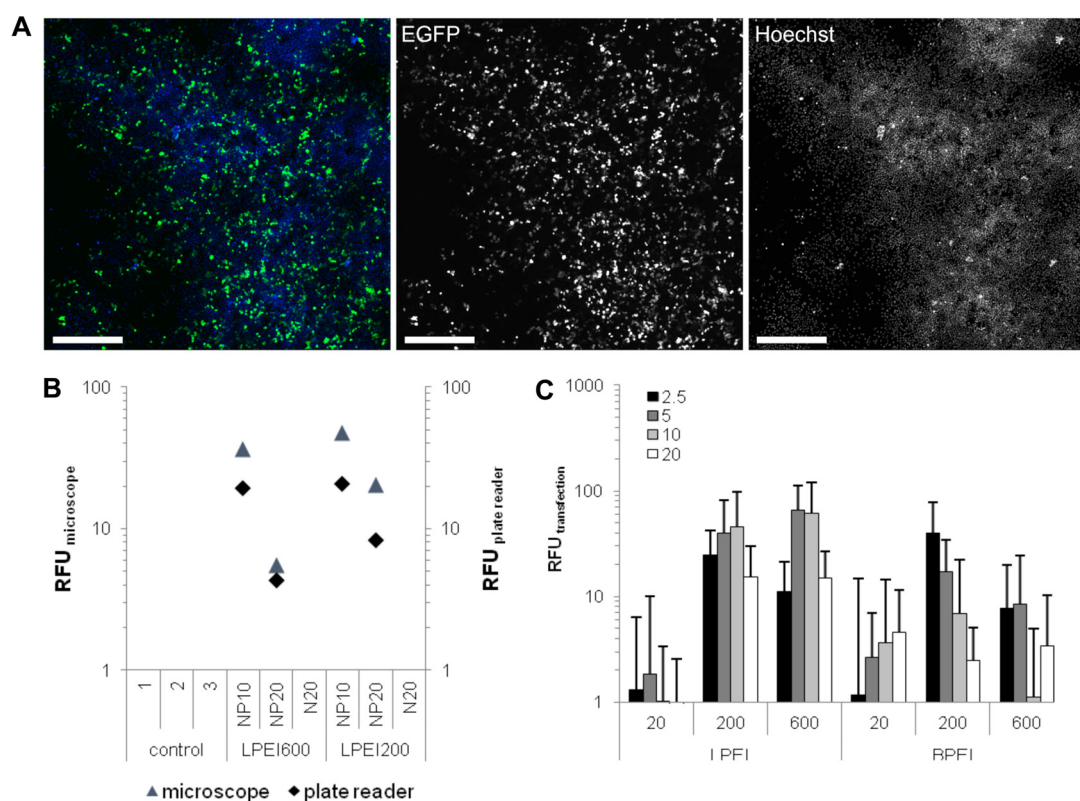 A
EGFP
Hoechst
B
100
10
1
RFU microscope
100
10
1
RFU plate reader
1
2
3
NP10
NP20
N20
NP10
NP20
N20
control
LPEI600
LPEI200
microscope
plate reader
C
1000
100
10
1
RFU transfection
2.5
5
10
20
20
200
600
20
200
600
LPEI
BPEI